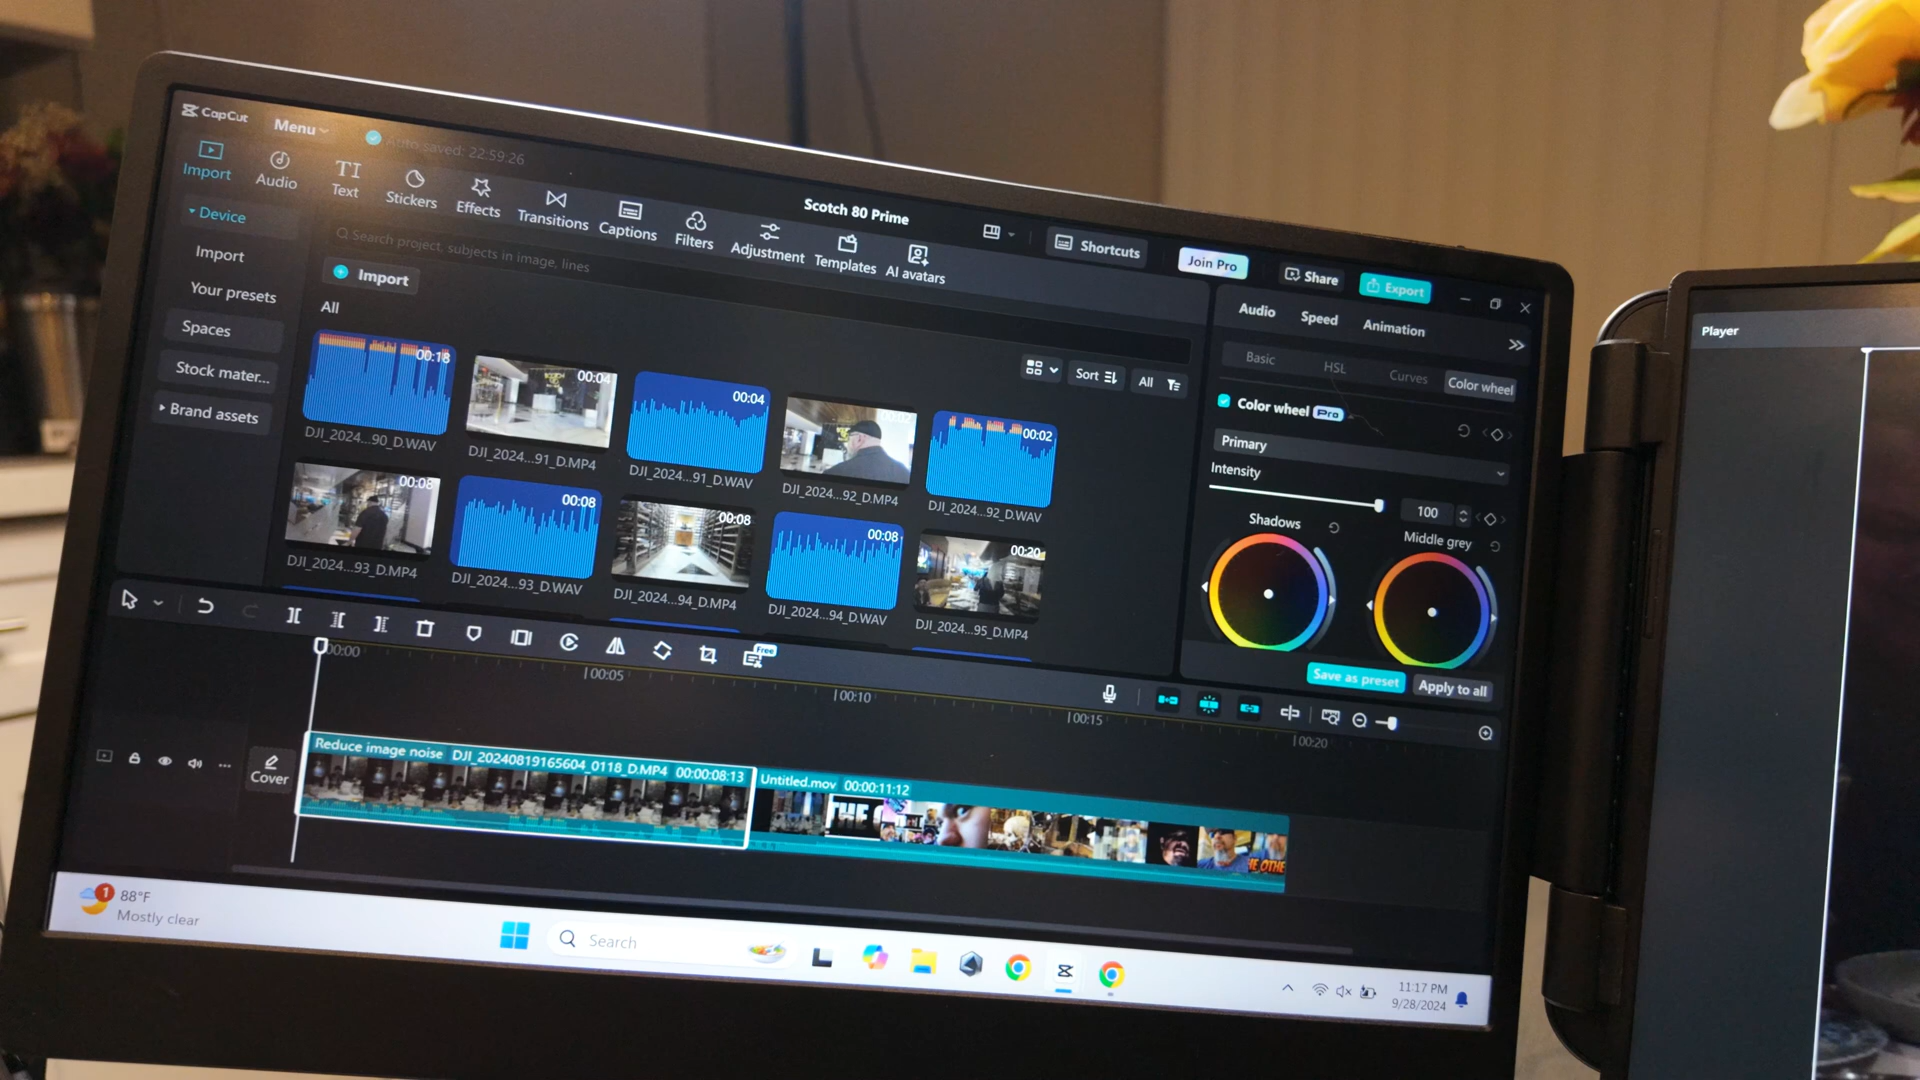 CapCut
Menu
Auto saved: 22:59:26
Scotch 80 Prime
Shortcuts
Join Pro
Share
Export
Import
Audio
Text
Stickers
Effects
Transitions
Captions
Filters
Adjustment
Templates
AI avatars
Device
Import
Your presets
Spaces
Stock mater...
Brand assets
Search project, subjects in image, lines
Import
All
Sort
All
00:18
DJI_2024...90_D.WAV
00:04
DJI_2024...91_D.MP4
00:04
DJI_2024...91_D.WAV
DJI_2024...92_D.MP4
00:02
DJI_2024...92_D.WAV
00:08
DJI_2024...93_D.MP4
00:08
DJI_2024...93_D.WAV
00:08
DJI_2024...94_D.MP4
00:08
DJI_2024...94_D.WAV
00:20
DJI_2024...95_D.MP4
Audio
Speed
Animation
Basic
HSL
Curves
Color wheel
Color wheel Pro
Primary
Intensity
100
Shadows
Middle grey
Save as preset
Apply to all
Player
Free
00:00
00:05
00:10
00:15
00:20
Cover
Reduce image noise DJI_20240819165604_0118_D.MP4 00:00:08:13
Untitled.mov 00:00:11:12
THE
1
88°F
Mostly clear
Search
11:17 PM
9/28/2024